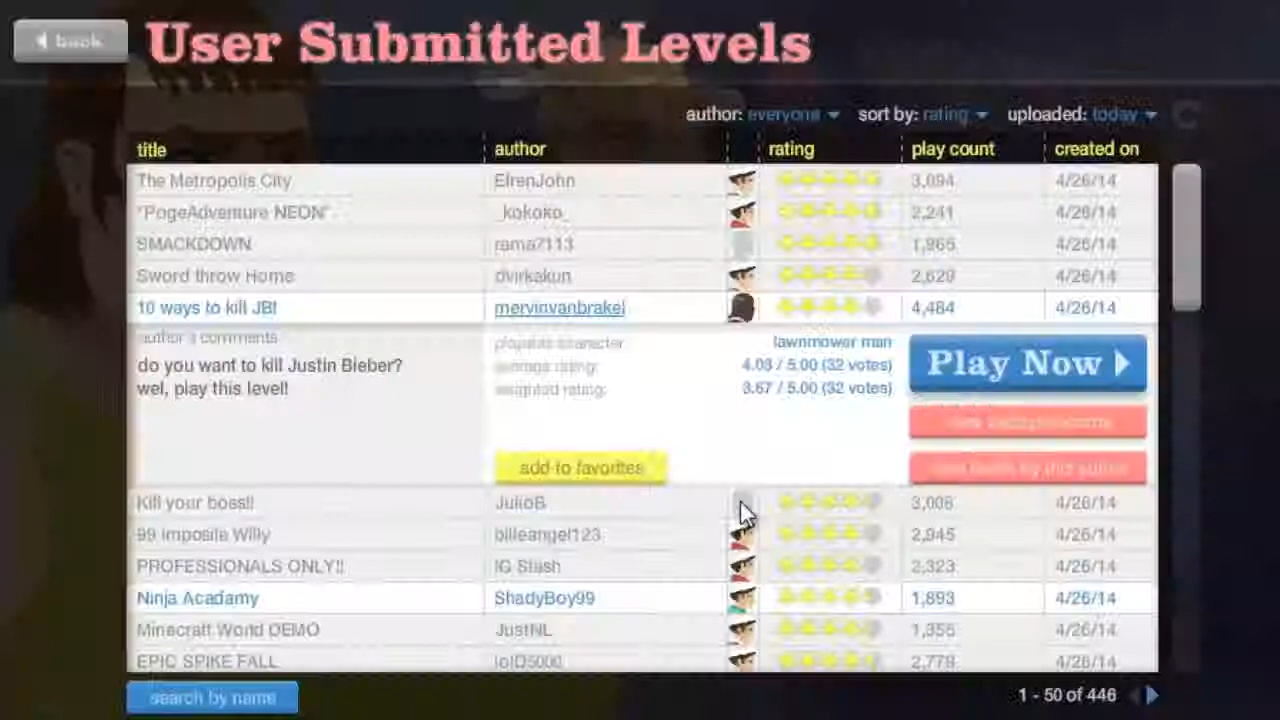 back
User Submitted Levels
author: everyone sort by: rating uploaded: today
title author rating play count created on
The Metropolis City ElrenJohn 3,094 4/26/14
"PogeAdventure NEON" _kokoko_ 2,241 4/26/14
SMACKDOWN rama7113 1,965 4/26/14
Sword throw Home dvirkakun 2,629 4/26/14
10 ways to kill JB! mervinvanbrakel 4,484 4/26/14
author's comments playable character: lawnmower man
do you want to kill Justin Bieber? average rating: 4.03 / 5.00 (32 votes) Play Now
wel, play this level! weighted rating: 3.67 / 5.00 (32 votes)
add to favorites
Kill your boss!! JulioB 3,008 4/26/14
99 Imposile Willy billeangel123 2,945 4/26/14
PROFESSIONALS ONLY!! IG Slash 2,323 4/26/14
Ninja Acadamy ShadyBoy99 1,893 4/26/14
Minecraft World DEMO JustNL 1,355 4/26/14
EPIC SPIKE FALL lolD5000 2,779 4/26/14
search by name 1 - 50 of 446